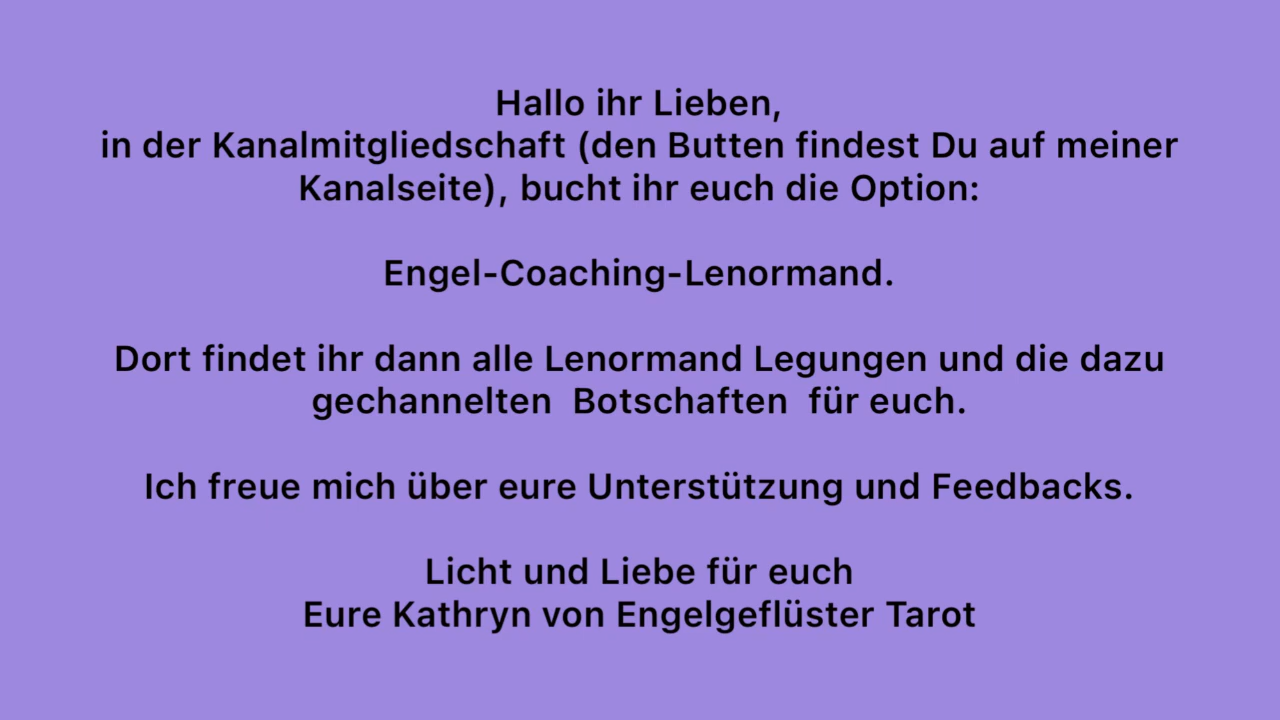 Hallo ihr Lieben,
in der Kanalmitgliedschaft (den Butten findest Du auf meiner
Kanalseite), bucht ihr euch die Option:
Engel-Coaching-Lenormand.
Dort findet ihr dann alle Lenormand Legungen und die dazu
gechannelten  Botschaften  für euch.
Ich freue mich über eure Unterstützung und Feedbacks.
Licht und Liebe für euch
Eure Kathryn von Engelgeflüster Tarot